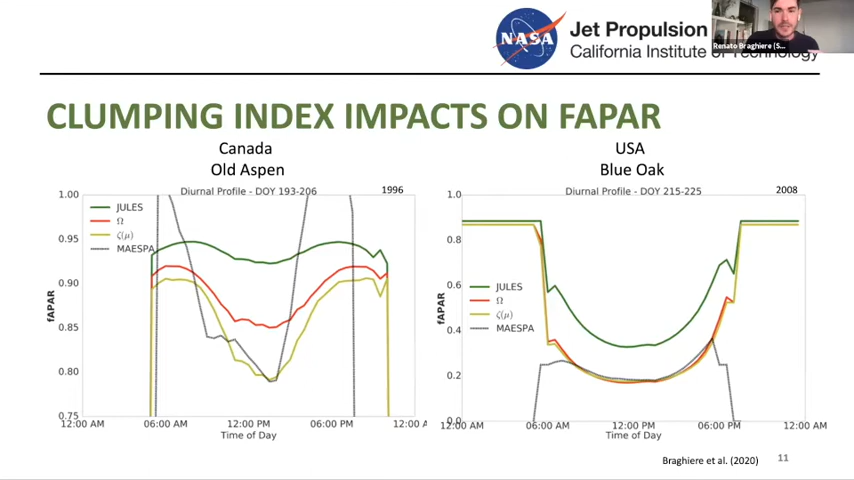 NASA
Jet Propulsion
California Institute of Technology
Renato Braghiere (S...
CLUMPING INDEX IMPACTS ON FAPAR
Canada
Old Aspen
Diurnal Profile - DOY 193-206
1996
1.00
0.95
0.90
0.85
0.80
0.75
fAPAR
JULES
Ω
ζ(μ)
MAESPA
12:00 AM 06:00 AM 12:00 PM 06:00 PM 12:00 A
Time of Day
USA
Blue Oak
Diurnal Profile - DOY 215-225
2008
1.0
0.8
0.6
0.4
0.2
0.0
fAPAR
JULES
Ω
ζ(μ)
MAESPA
12:00 AM 06:00 AM 12:00 PM 06:00 PM 12:00 AM
Time of Day
Braghiere et al. (2020)
11